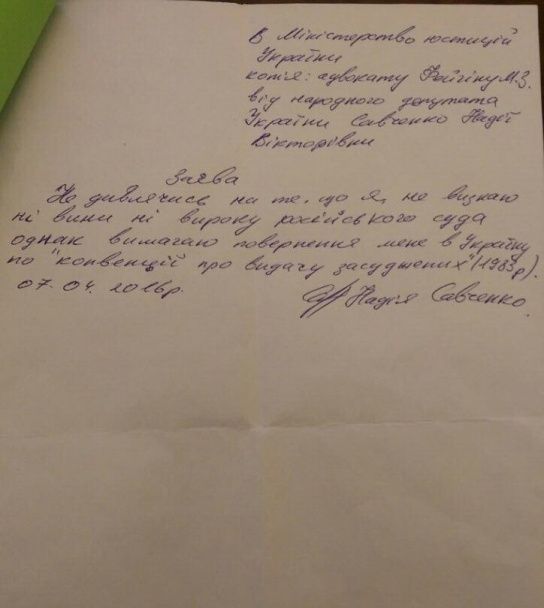 В Міністерство юстицій
України
копія: адвокату Фейгіну М.З.
від народного депутата
України Савченко Надії
Вікторівни
Заєва
Не дивлячись на те, що я, не визнаю
ні вини ні вироку російського суда
однак вимагаю повернення мене в Україну
по "конвенції про видачу засуджених" (1983р).
07.04.2016р.
Надія Савченко